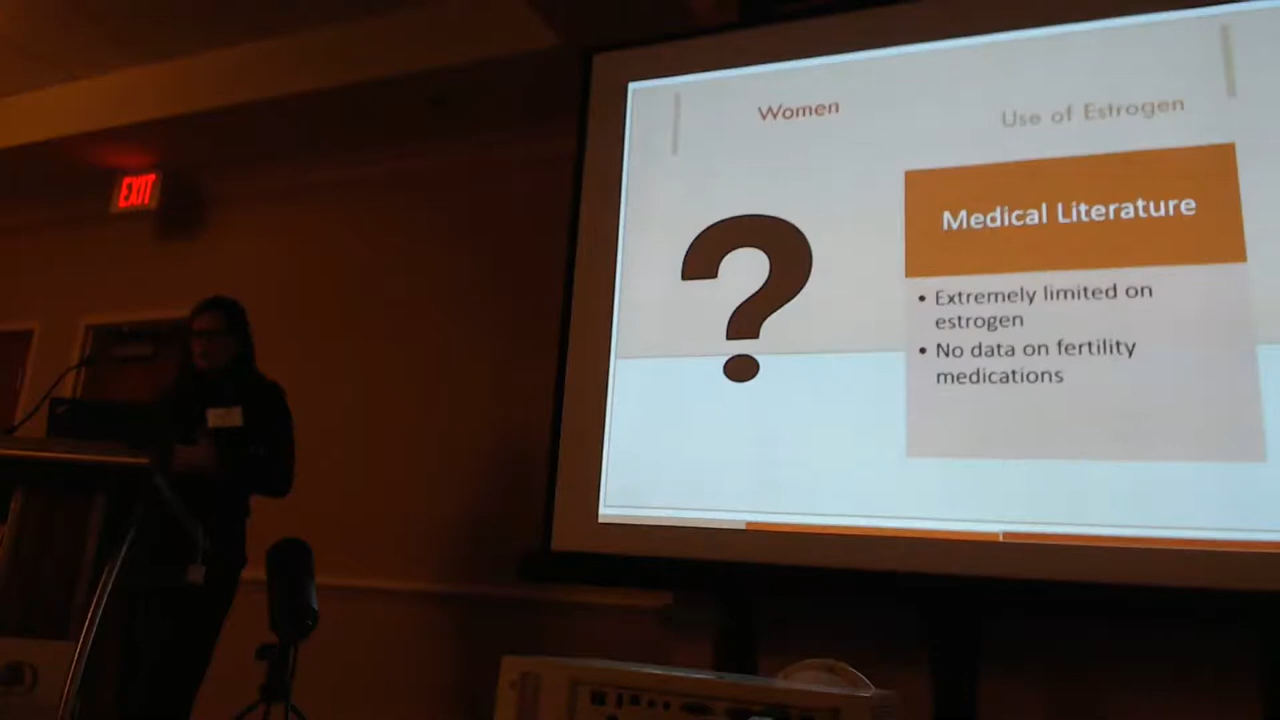 Women
Use of Estrogen
?
Medical Literature
• Extremely limited on
estrogen
• No data on fertility
medications
EXIT